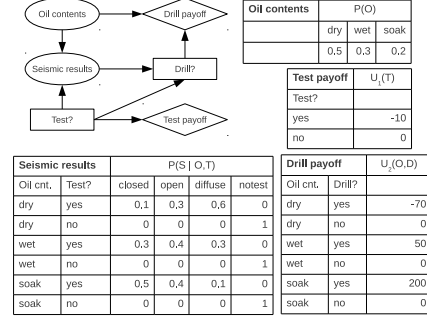 Oil contents
Drill payoff
Seismic results
Drill?
Test?
Test payoff
Oil contents P(O)
dry wet soak
0,5 0,3 0,2
Test payoff U1(T)
Test?
yes -10
no 0
Seismic results P(S | O,T)
Oil cnt. Test? closed open diffuse notest
dry yes 0,1 0,3 0,6 0
dry no 0 0 0 1
wet yes 0,3 0,4 0,3 0
wet no 0 0 0 1
soak yes 0,5 0,4 0,1 0
soak no 0 0 0 1
Drill payoff U2(O,D)
Oil cnt. Drill?
dry yes -70
dry no 0
wet yes 50
wet no 0
soak yes 200
soak no 0